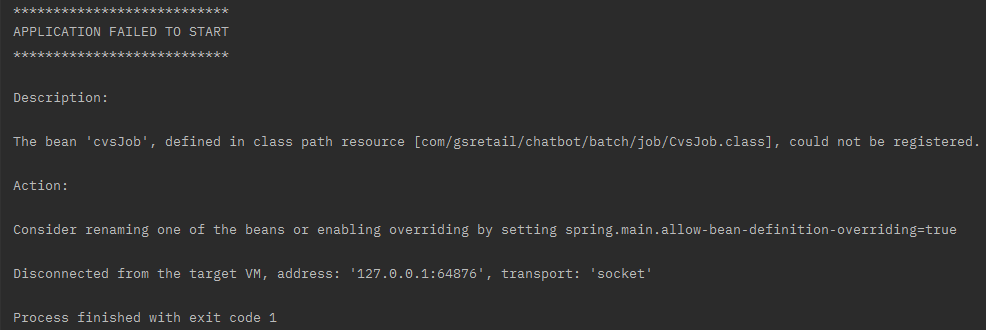 ***************************
APPLICATION FAILED TO START
***************************
Description:
The bean 'cvsJob', defined in class path resource [com/gsretail/chatbot/batch/job/CvsJob.class], could not be registered.
Action:
Consider renaming one of the beans or enabling overriding by setting spring.main.allow-bean-definition-overriding=true
Disconnected from the target VM, address: '127.0.0.1:64876', transport: 'socket'
Process finished with exit code 1